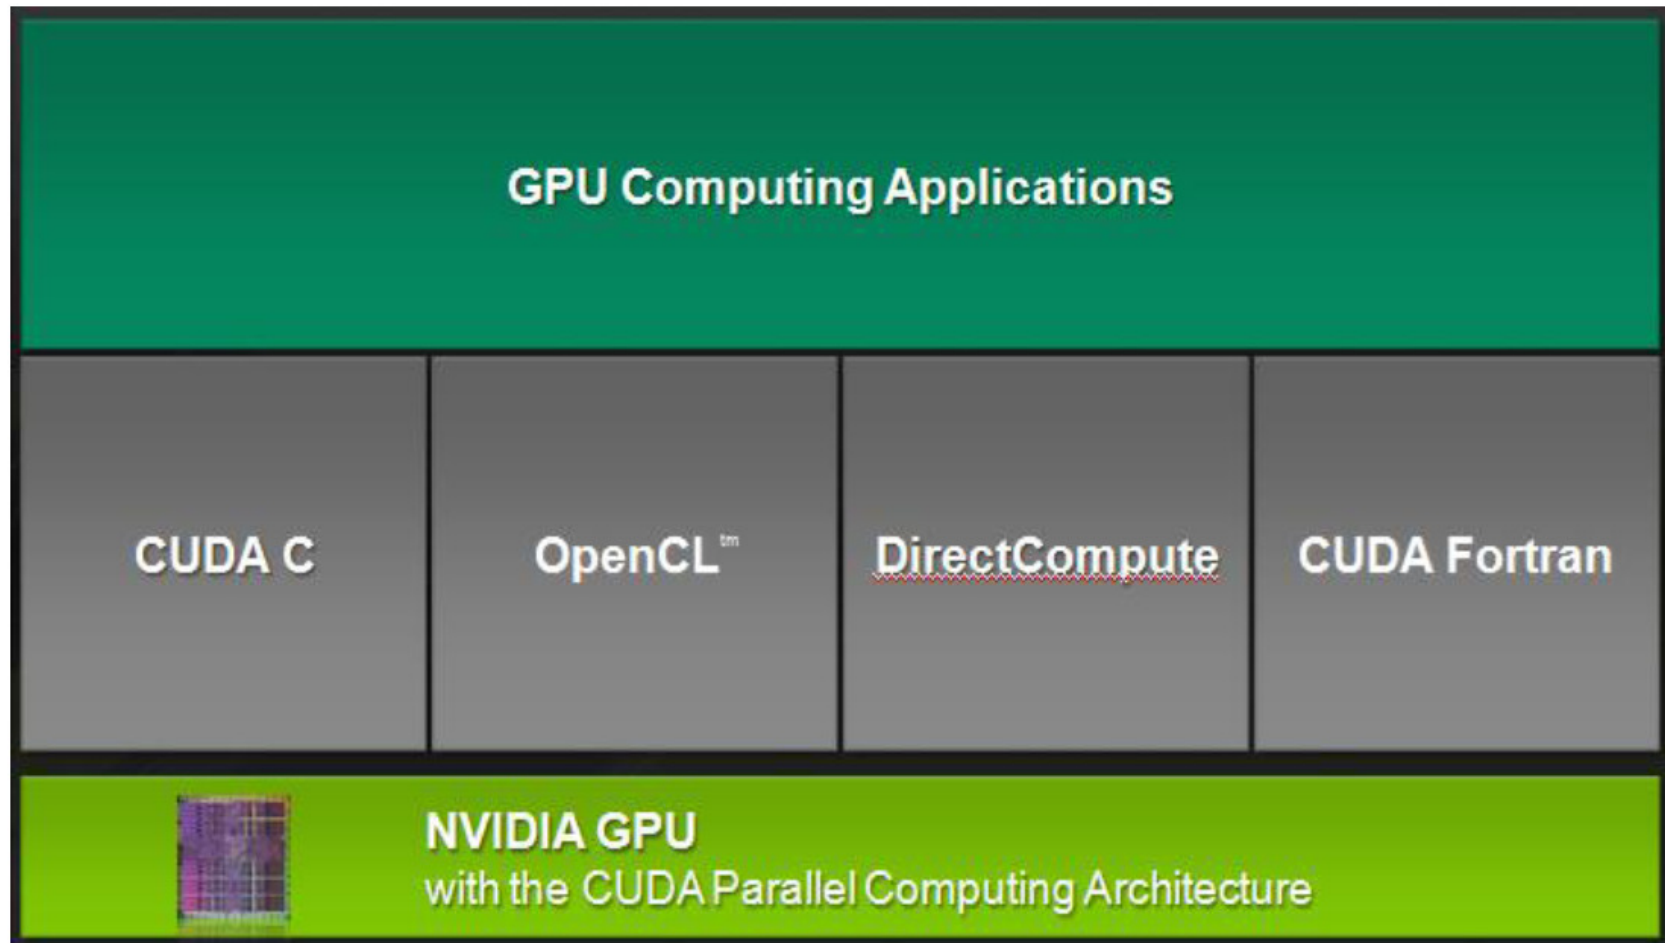 GPU Computing Applications
CUDA C
OpenCL™
DirectCompute
CUDA Fortran
NVIDIA GPU
with the CUDA Parallel Computing Architecture